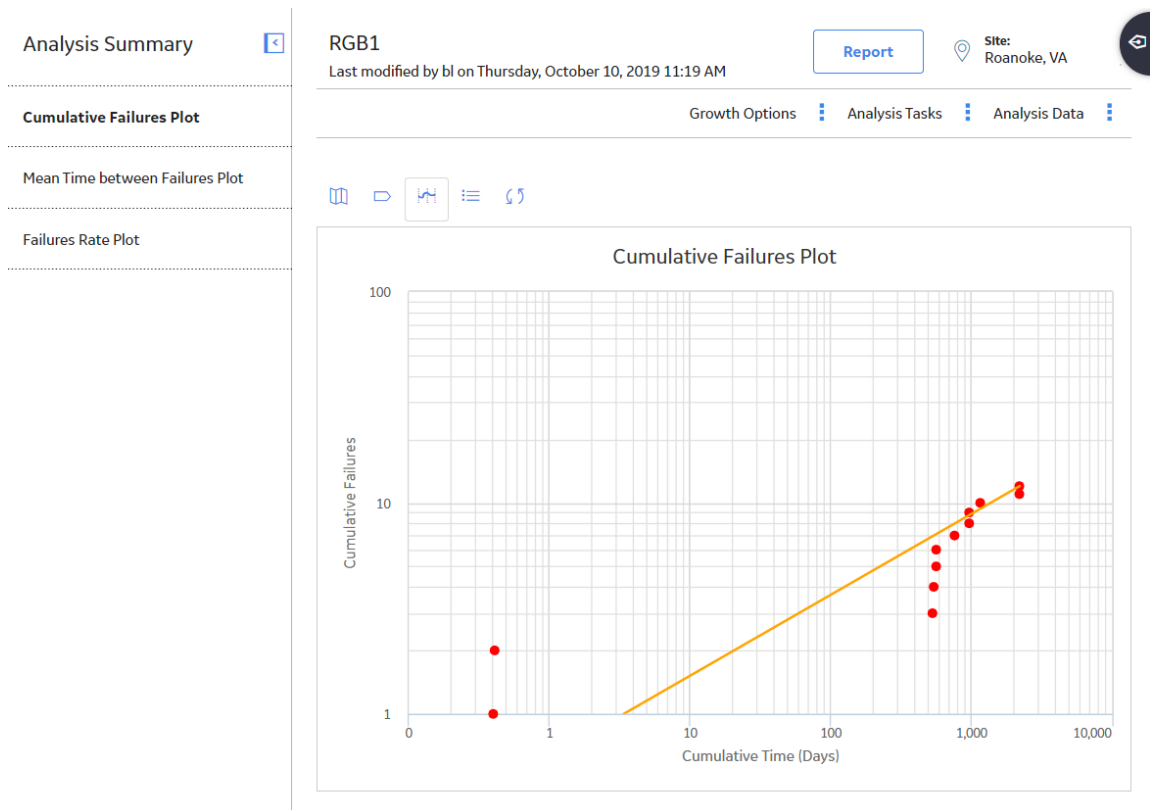 Analysis Summary
Cumulative Failures Plot
Mean Time between Failures Plot
Failures Rate Plot
RGB1
Last modified by bl on Thursday, October 10, 2019 11:19 AM
Report
Site:
Roanoke, VA
Growth Options
Analysis Tasks
Analysis Data
Cumulative Failures Plot
Cumulative Failures
100
10
1
0
1
10
100
1,000
10,000
Cumulative Time (Days)